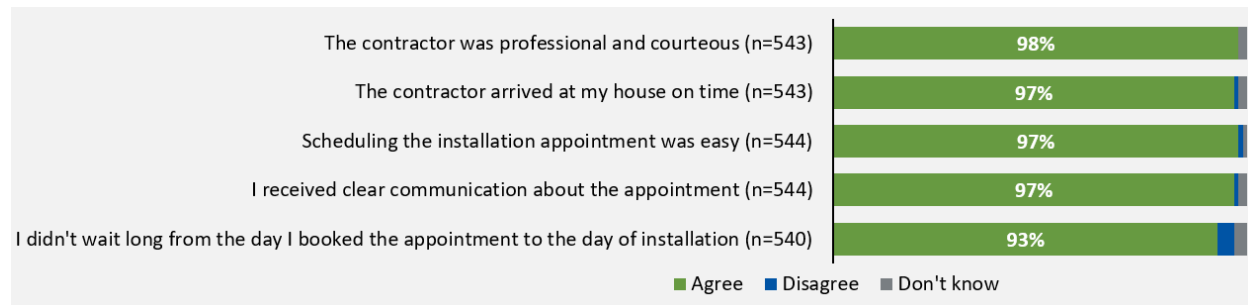 The contractor was professional and courteous (n=543) 98%
The contractor arrived at my house on time (n=543) 97%
Scheduling the installation appointment was easy (n=544) 97%
I received clear communication about the appointment (n=544) 97%
I didn't wait long from the day I booked the appointment to the day of installation (n=540) 93%
Agree Disagree Don't know